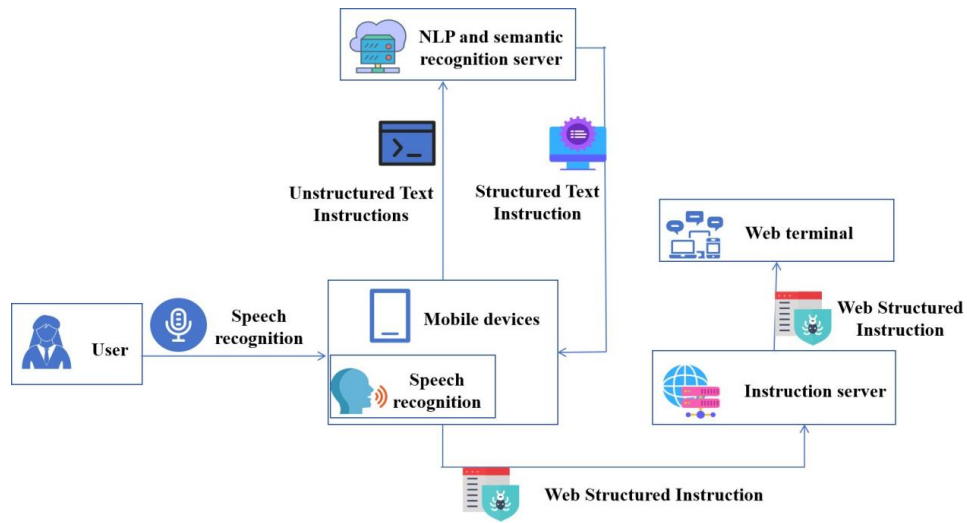 NLP and semantic
recognition server
Unstructured Text
Instructions
Structured Text
Instruction
Web terminal
Web Structured
Instruction
User
Speech
recognition
Mobile devices
Speech
recognition
Instruction server
Web Structured Instruction